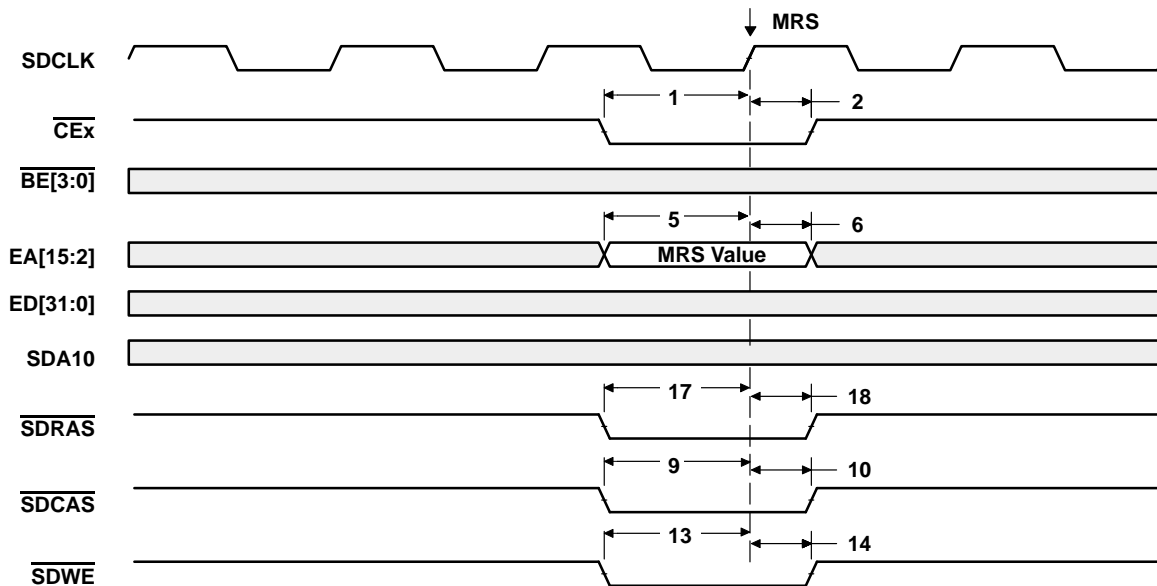 MRS
SDCLK
1 2
CEx
BE[3:0]
5 6
EA[15:2] MRS Value
ED[31:0]
SDA10
17 18
SDRAS
9 10
SDCAS
13 14
SDWE